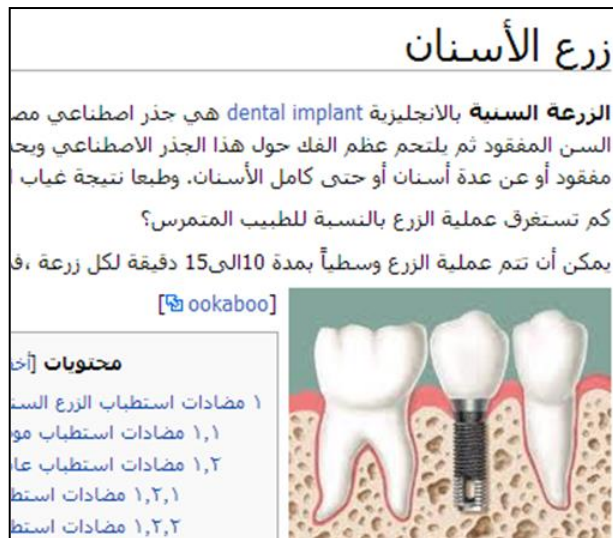 زرع الأسنان
الزرعة السنية بالانجليزية dental implant هي جذر اصطناعي
السن المفقود ثم يلتحم عظم الفك حول هذا الجذر الاصطناعي
مفقود أو عن عدة أسنان أو حتى كامل الأسنان. وطبعا نتيجة غياب
كم تستغرق عملية الزرع بالنسبة للطبيب المتمرس؟
يمكن أن تتم عملية الزرع وسطياً بمدة 10الى15 دقيقة لكل زرعة ،
[ookaboo]
محتويات
١ مضادات استطباب الزرع
١,١ مضادات استطباب
١,٢ مضادات استطباب
١,٢,١ مضادات
١,٢,٢ مضادات